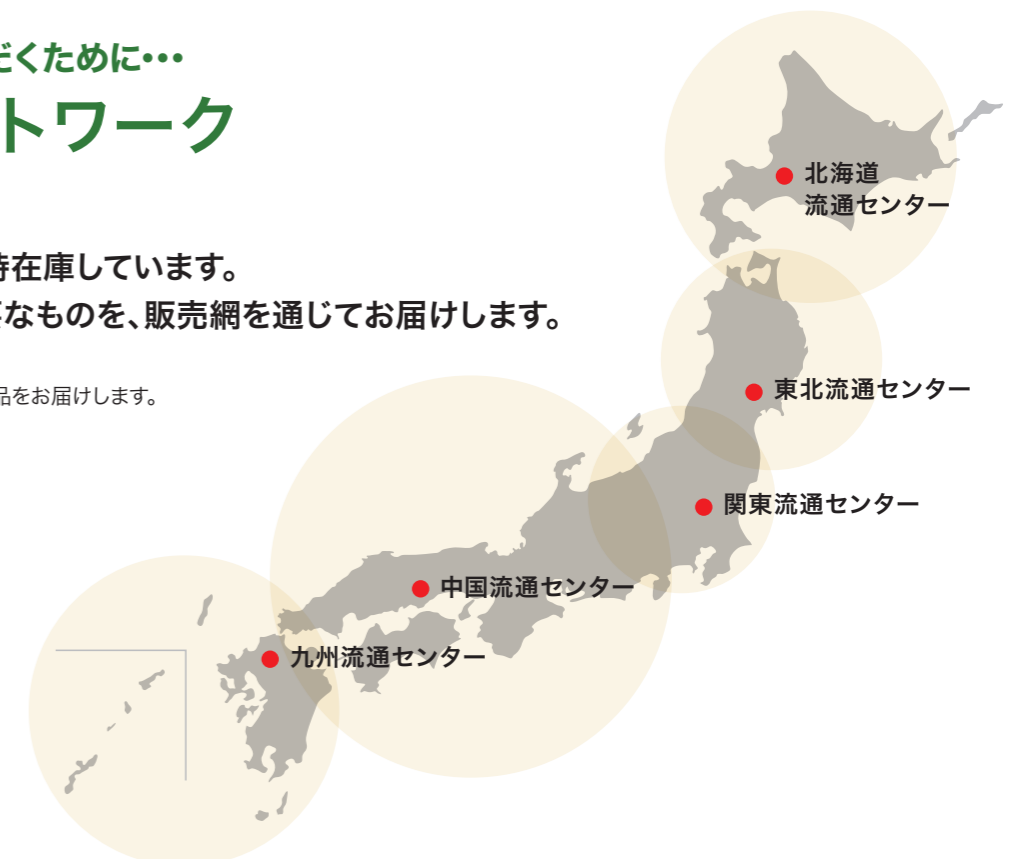 だくために･･･
トワーク
時在庫しています。
なものを、販売網を通じてお届けします。
品をお届けします。
北海道
流通センター
東北流通センター
関東流通センター
中国流通センター
九州流通センター